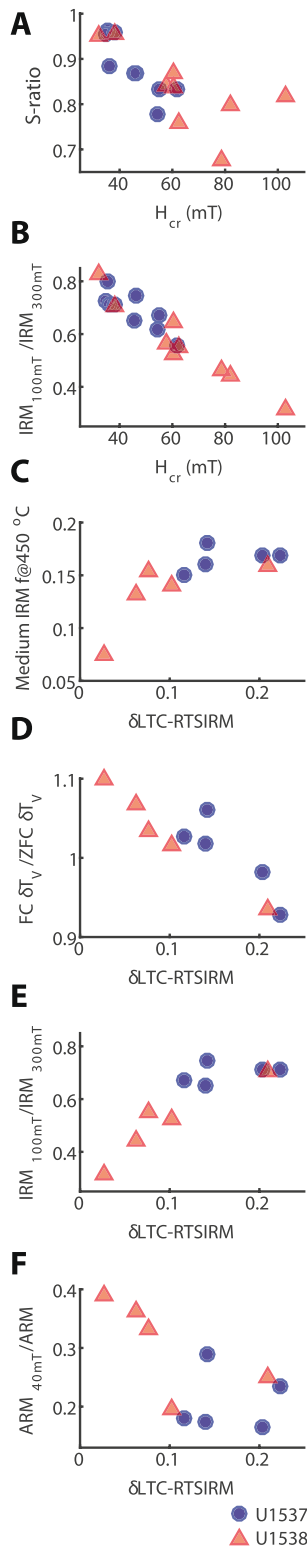 A
S-ratio
1
0.9
0.8
0.7
40 60 80 100
Hcr (mT)
B
IRM100mT /IRM300mT
0.8
0.6
0.4
40 60 80 100
Hcr (mT)
C
Medium IRM f@450 °C
0.2
0.15
0.1
0.05
0 0.1 0.2
δLTC-RTSIRM
D
FC δTV /ZFC δTV
1.1
1
0.9
0 0.1 0.2
δLTC-RTSIRM
E
IRM 100mT/IRM 300mT
0.8
0.6
0.4
0 0.1 0.2
δLTC-RTSIRM
F
ARM 40mT/ARM
0.4
0.3
0.2
0 0.1 0.2
δLTC-RTSIRM
U1537
U1538